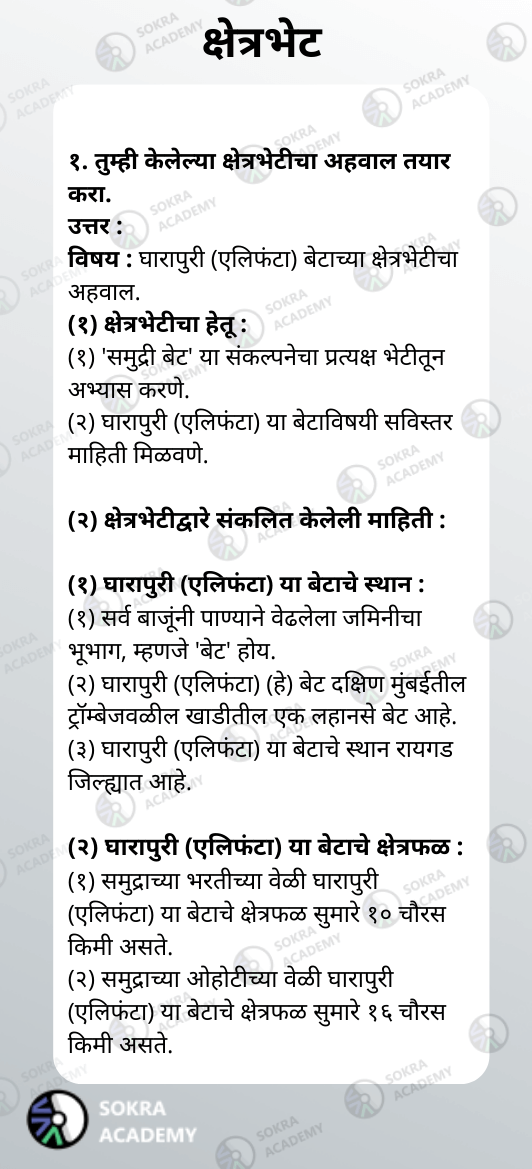 क्षेत्रभेट
१. तुम्ही केलेल्या क्षेत्रभेटीचा अहवाल तयार
करा.
उत्तर :
विषय : घारापुरी (एलिफंटा) बेटाच्या क्षेत्रभेटीचा
अहवाल.
(१) क्षेत्रभेटीचा हेतू :
(१) 'समुद्री बेट' या संकल्पनेचा प्रत्यक्ष भेटीतून
अभ्यास करणे.
(२) घारापुरी (एलिफंटा) या बेटाविषयी सविस्तर
माहिती मिळवणे.
(२) क्षेत्रभेटीद्वारे संकलित केलेली माहिती :
(१) घारापुरी (एलिफंटा) या बेटाचे स्थान :
(१) सर्व बाजूंनी पाण्याने वेढलेला जमिनीचा
भूभाग, म्हणजे 'बेट' होय.
(२) घारापुरी (एलिफंटा) (हे) बेट दक्षिण मुंबईतील
ट्रॉम्बेजवळील खाडीतील एक लहानसे बेट आहे.
(३) घारापुरी (एलिफंटा) या बेटाचे स्थान रायगड
जिल्ह्यात आहे.
(२) घारापुरी (एलिफंटा) या बेटाचे क्षेत्रफळ :
(१) समुद्राच्या भरतीच्या वेळी घारापुरी
(एलिफंटा) या बेटाचे क्षेत्रफळ सुमारे १० चौरस
किमी असते.
(२) समुद्राच्या ओहोटीच्या वेळी घारापुरी
(एलिफंटा) या बेटाचे क्षेत्रफळ सुमारे १६ चौरस
किमी असते.
SOKRA
ACADEMY